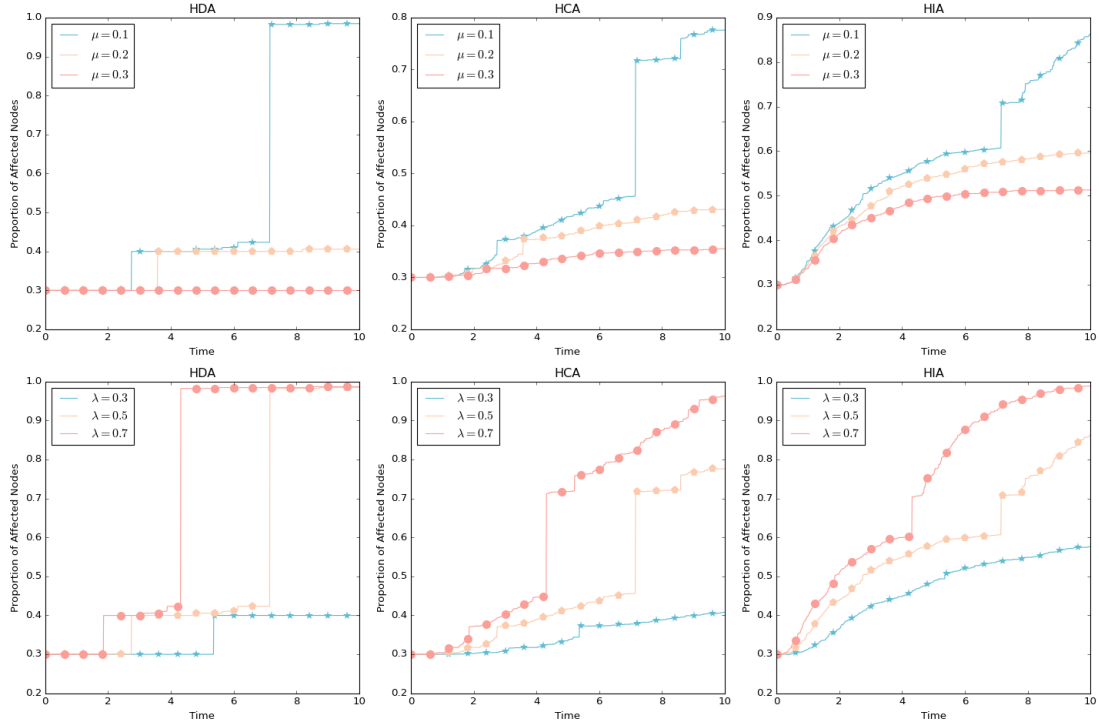 HDA
1.0
0.9
0.8
0.7
0.6
0.5
0.4
0.3
0.2
Proportion of Affected Nodes
μ = 0.1
μ = 0.2
μ = 0.3
0 2 4 6 8 10
Time
HCA
0.8
0.7
0.6
0.5
0.4
0.3
0.2
Proportion of Affected Nodes
μ = 0.1
μ = 0.2
μ = 0.3
0 2 4 6 8 10
Time
HIA
0.9
0.8
0.7
0.6
0.5
0.4
0.3
0.2
Proportion of Affected Nodes
μ = 0.1
μ = 0.2
μ = 0.3
0 2 4 6 8 10
Time
HDA
1.0
0.9
0.8
0.7
0.6
0.5
0.4
0.3
0.2
Proportion of Affected Nodes
λ = 0.3
λ = 0.5
λ = 0.7
0 2 4 6 8 10
Time
HCA
1.0
0.9
0.8
0.7
0.6
0.5
0.4
0.3
0.2
Proportion of Affected Nodes
λ = 0.3
λ = 0.5
λ = 0.7
0 2 4 6 8 10
Time
HIA
1.0
0.9
0.8
0.7
0.6
0.5
0.4
0.3
0.2
Proportion of Affected Nodes
λ = 0.3
λ = 0.5
λ = 0.7
0 2 4 6 8 10
Time